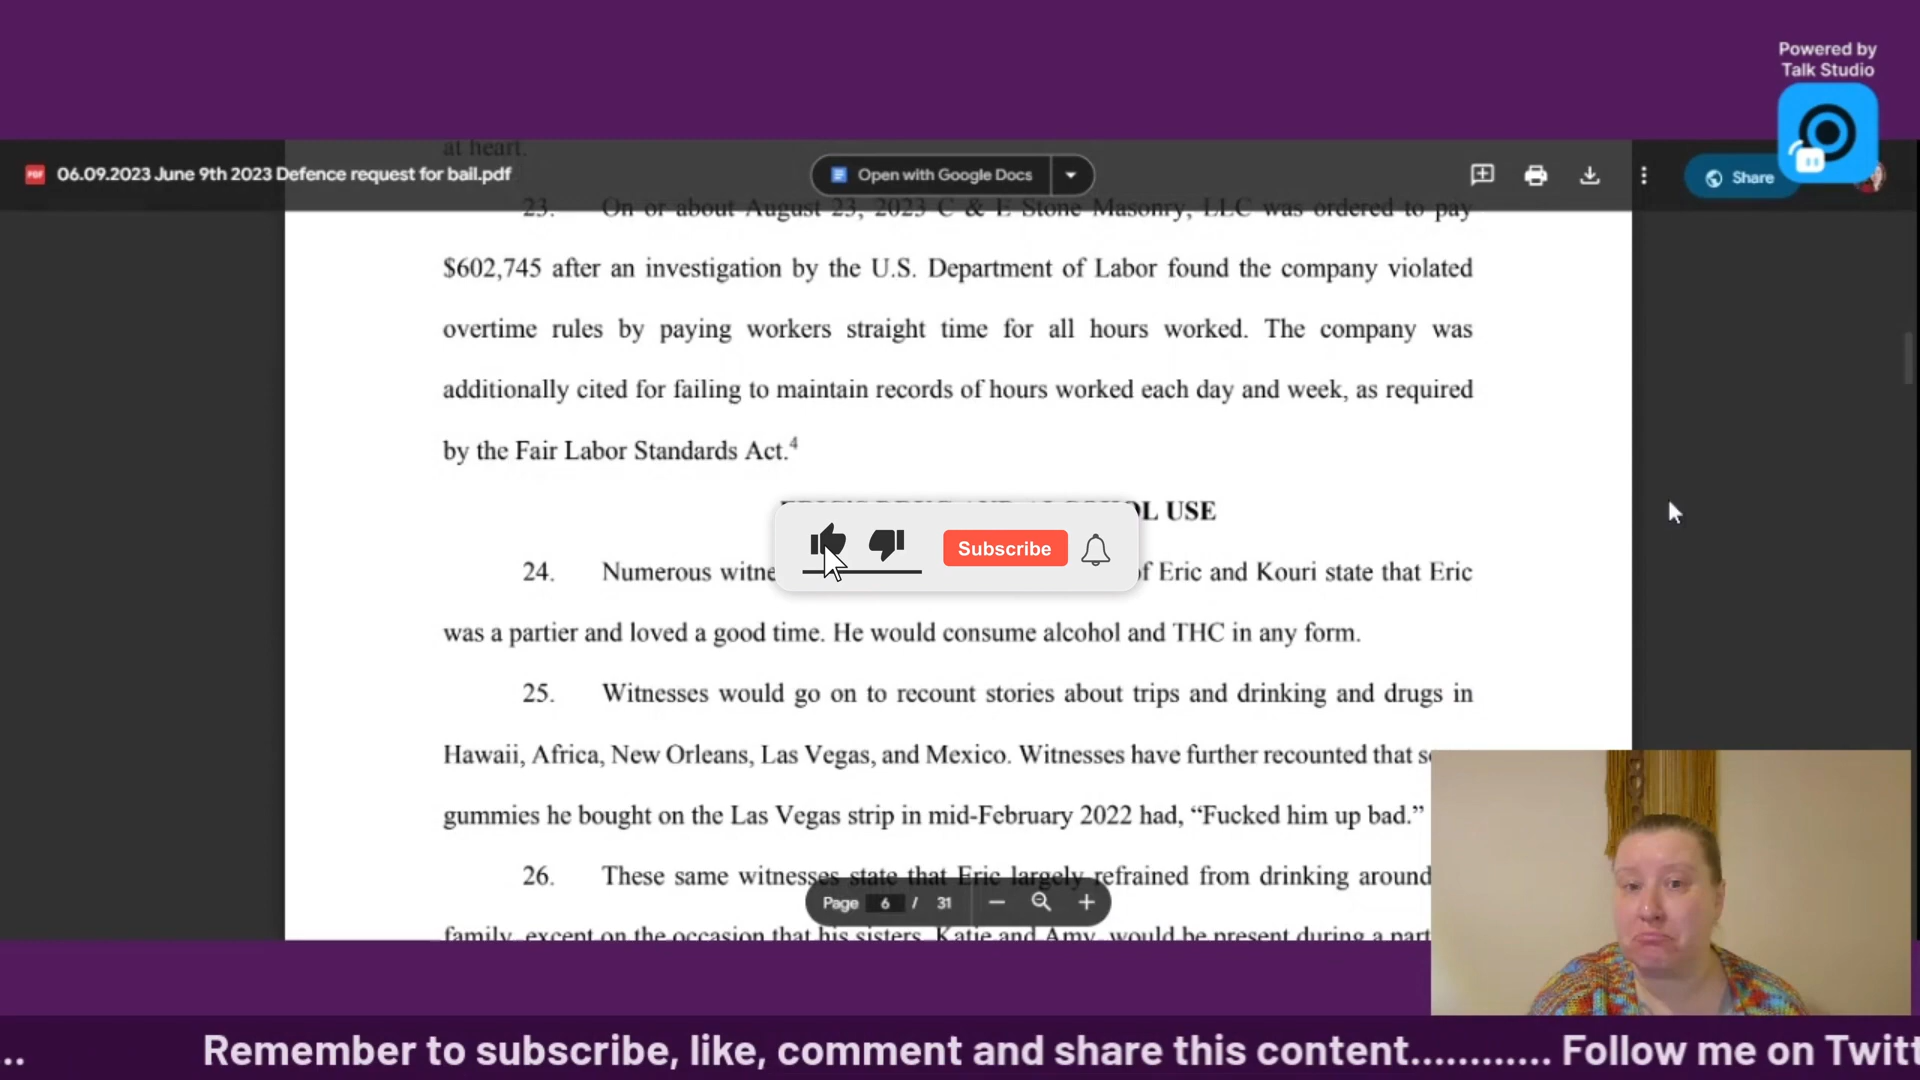 Powered by
Talk Studio
at heart.
PDF
06.09.2023 June 9th 2023 Defence request for bail.pdf
Open with Google Docs
Share
23. On or about August 23, 2023 C & E Stone Masonry, LLC was ordered to pay
$602,745 after an investigation by the U.S. Department of Labor found the company violated
overtime rules by paying workers straight time for all hours worked. The company was
additionally cited for failing to maintain records of hours worked each day and week, as required
by the Fair Labor Standards Act.4
USE
Subscribe
24. Numerous Eric and Kouri state that Eric
was a partier and loved a good time. He would consume alcohol and THC in any form.
25. Witnesses would go on to recount stories about trips and drinking and drugs in
Hawaii, Africa, New Orleans, Las Vegas, and Mexico. Witnesses have further recounted that
gummies he bought on the Las Vegas strip in mid-February 2022 had, “Fucked him up bad.”
26. These same witnesses state that Eric largely refrained from drinking around
Page 6 / 31
family, except on the occasion that his sisters, Katie and Amy, would be present during a
... Remember to subscribe, like, comment and share this content............ Follow me on Twitt